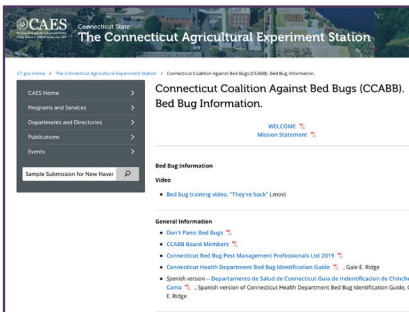 CAES
Connecticut State
The Connecticut Agricultural Experiment Station
CT.gov Home / The Connecticut Agricultural Experiment Station / Connecticut Coalition Against Bed Bugs (CCABB). Bed Bug Information.
CAES Home
Programs and Services
Departments and Directories
Publications
Events
Sample Submission for New Haver
Connecticut Coalition Against Bed Bugs (CCABB).
Bed Bug Information.
WELCOME
Mission Statement
Bed Bug Information
Video
• Bed bug training video, "They're back" (.mov)
General Information
• Don't Panic Bed Bugs
• CCABB Board Members
• Connecticut Bed Bug Pest Management Professionals List 2019
• Connecticut Health Department Bed Bug Identification Guide , Gale E. Ridge
• Spanish version – Departamento de Salud de Connecticut Guia de Indentificacion de Chinche
Cama , Spanish version of Connecticut Health Department Bed Bug Identification Guide,
E. Ridge